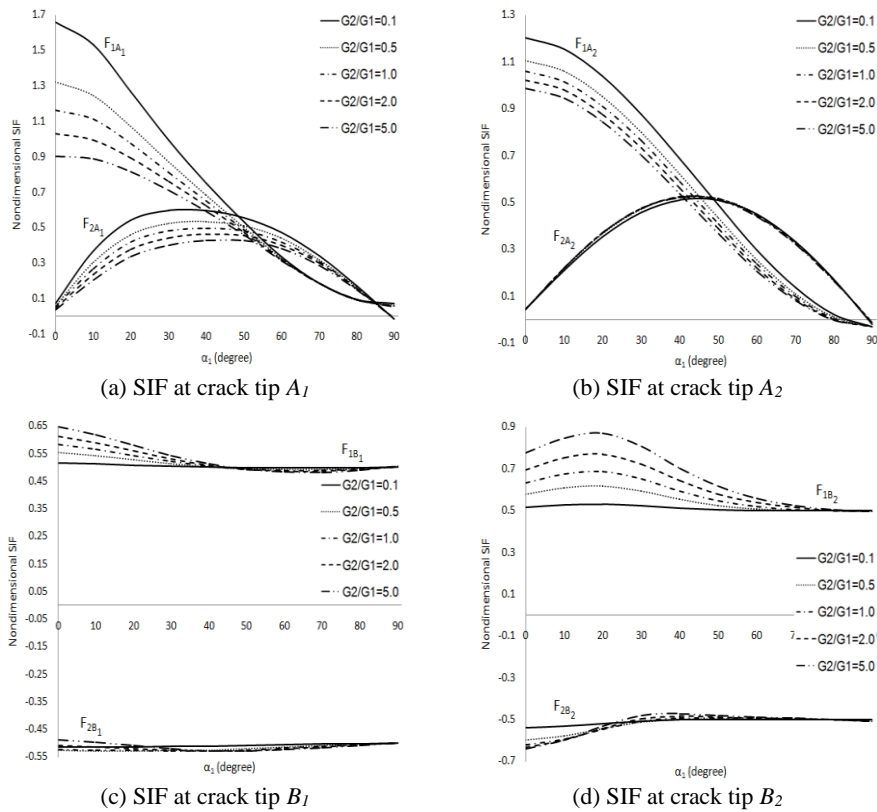 1.7
1.5
1.3
1.1
0.9
0.7
0.5
0.3
0.1
-0.1
Nondimensional SIF
F1A1
F2A1
G2/G1=0.1
G2/G1=0.5
G2/G1=1.0
G2/G1=2.0
G2/G1=5.0
0 10 20 30 40 50 60 70 80 90
α1 (degree)
(a) SIF at crack tip A1
1.3
1.1
0.9
0.7
0.5
0.3
0.1
-0.1
Nondimensional SIF
F1A2
F2A2
G2/G1=0.1
G2/G1=0.5
G2/G1=1.0
G2/G1=2.0
G2/G1=5.0
0 10 20 30 40 50 60 70 80 90
α1 (degree)
(b) SIF at crack tip A2
0.65
0.55
0.45
0.35
0.25
0.15
0.05
-0.05
-0.15
-0.25
-0.35
-0.45
-0.55
Nondimensional SIF
F1B1
G2/G1=0.1
G2/G1=0.5
G2/G1=1.0
G2/G1=2.0
G2/G1=5.0
0 10 20 30 40 50 60 70 80 90
F2B1
α1 (degree)
(c) SIF at crack tip B1
0.9
0.7
0.5
0.3
0.1
-0.1
-0.3
-0.5
-0.7
Nondimensional SIF
F1B2
G2/G1=0.1
G2/G1=0.5
G2/G1=1.0
G2/G1=2.0
G2/G1=5.0
0 10 20 30 40 50 60 70
F2B2
α1 (degree)
(d) SIF at crack tip B2